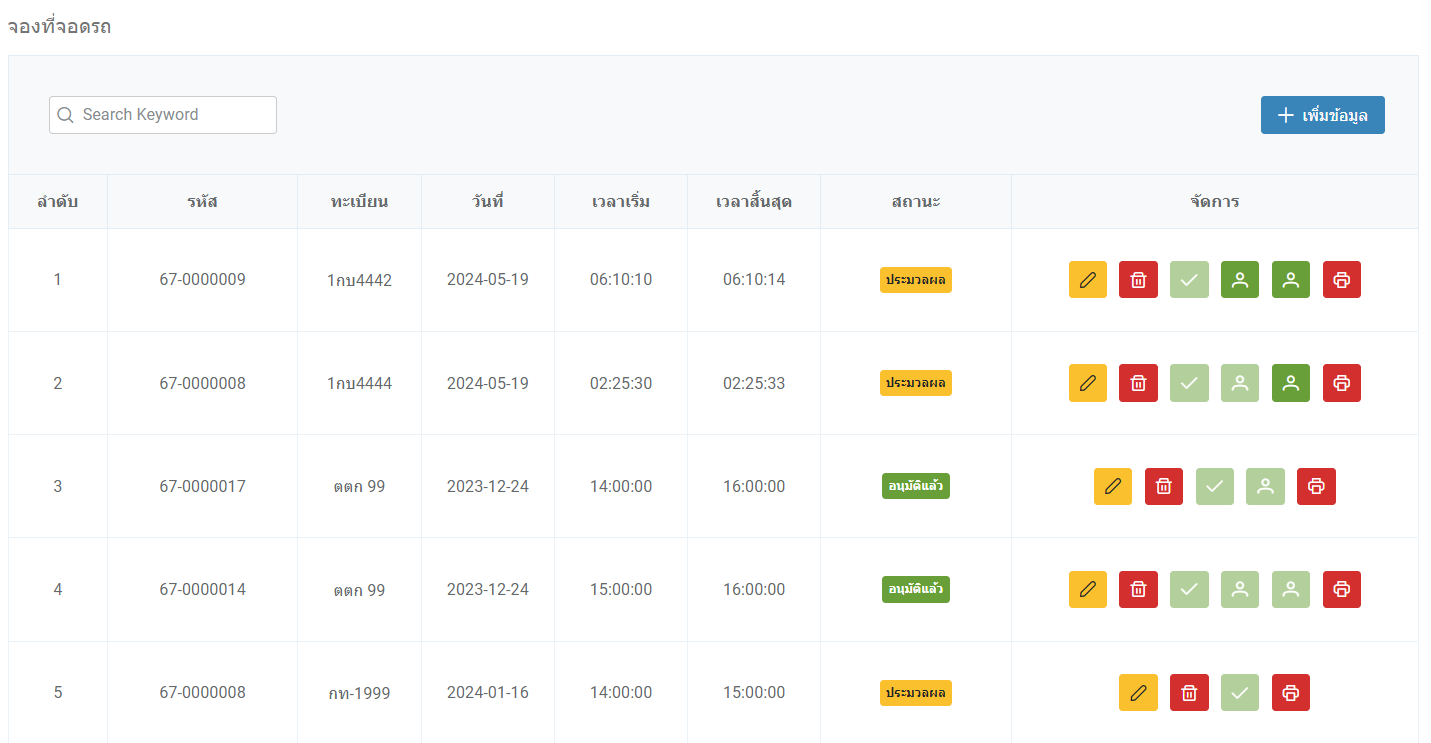 จองที่จอดรถ
Search Keyword
เพิ่มข้อมูล
ลำดับ รหัส ทะเบียน วันที่ เวลาเริ่ม เวลาสิ้นสุด สถานะ จัดการ
1 67-0000009 1กบ4442 2024-05-19 06:10:10 06:10:14 ประมวลผล
2 67-0000008 1กบ4444 2024-05-19 02:25:30 02:25:33 ประมวลผล
3 67-0000017 ตตก 99 2023-12-24 14:00:00 16:00:00 อนุมัติแล้ว
4 67-0000014 ตตก 99 2023-12-24 15:00:00 16:00:00 อนุมัติแล้ว
5 67-0000008 กท-1999 2024-01-16 14:00:00 15:00:00 ประมวลผล